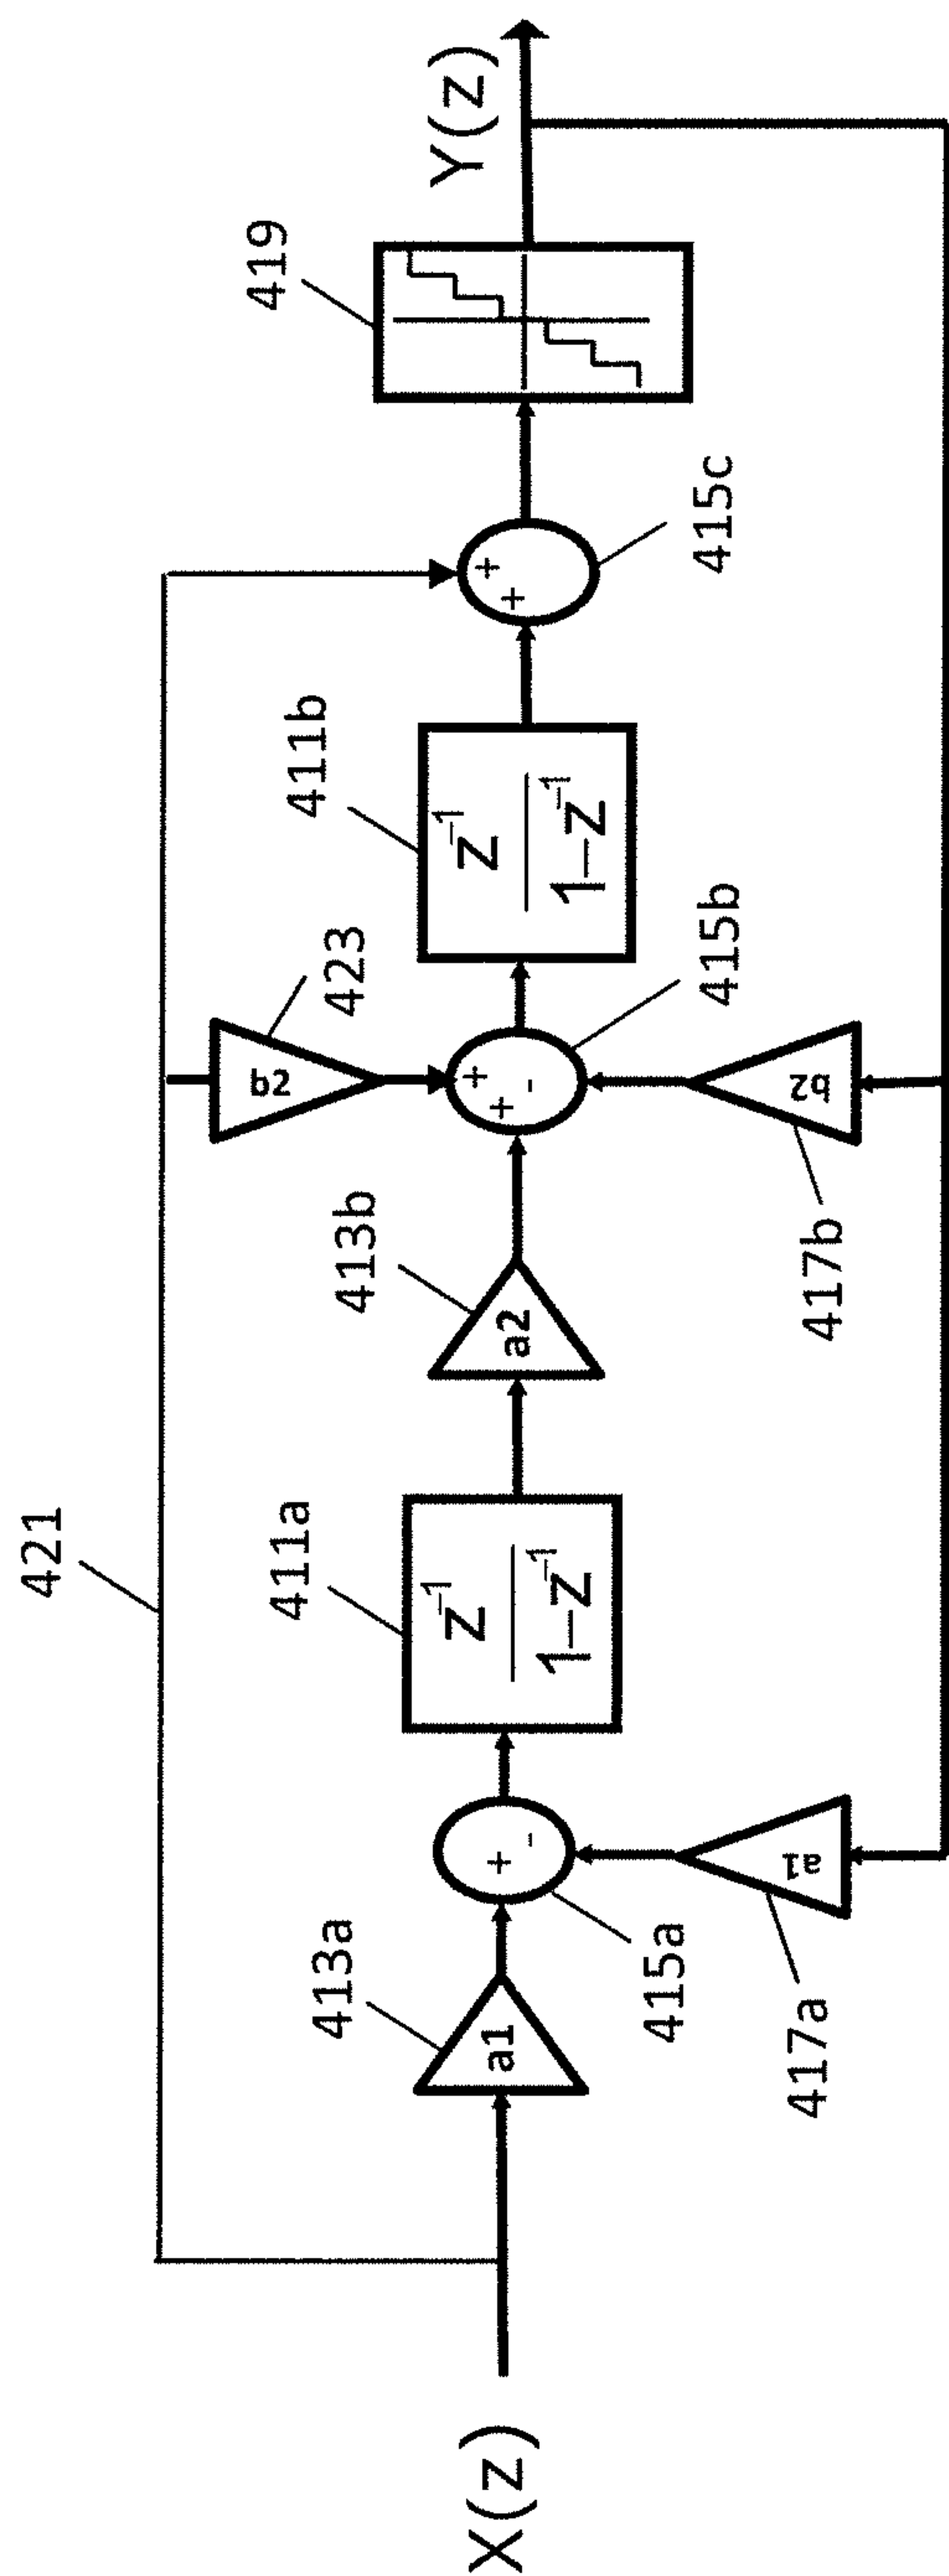 421
423
b2
419
413a
411a
413b
411b
X(z)
a1
+
-
z⁻¹
1-z⁻¹
a2
+
+
-
z⁻¹
1-z⁻¹
+
+
Y(z)
415a
415b
415c
a1
b2
417a
417b